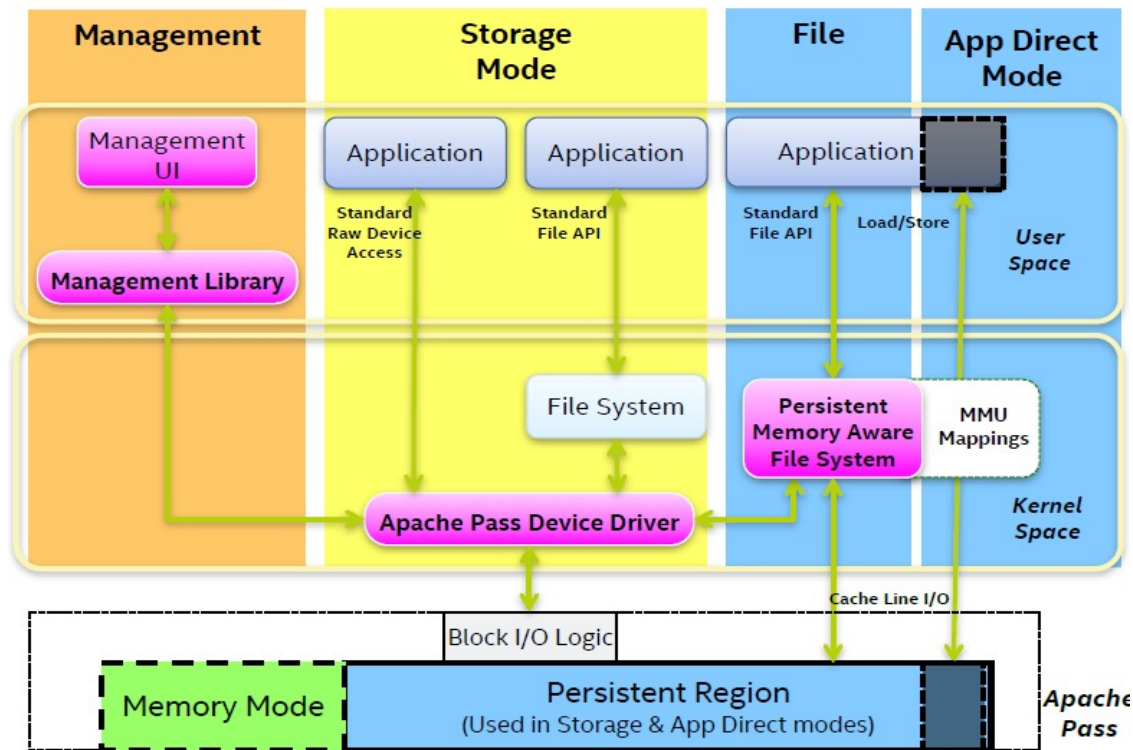 Management
Storage
Mode
File
App Direct
Mode
Management
UI
Application
Application
Application
Standard
Raw Device
Access
Standard
File API
Standard
File API
Load/Store
User
Space
Management Library
File System
Persistent
Memory Aware
File System
MMU
Mappings
Apache Pass Device Driver
Kernel
Space
Cache Line I/O
Block I/O Logic
Memory Mode
Persistent Region
(Used in Storage & App Direct modes)
Apache
Pass